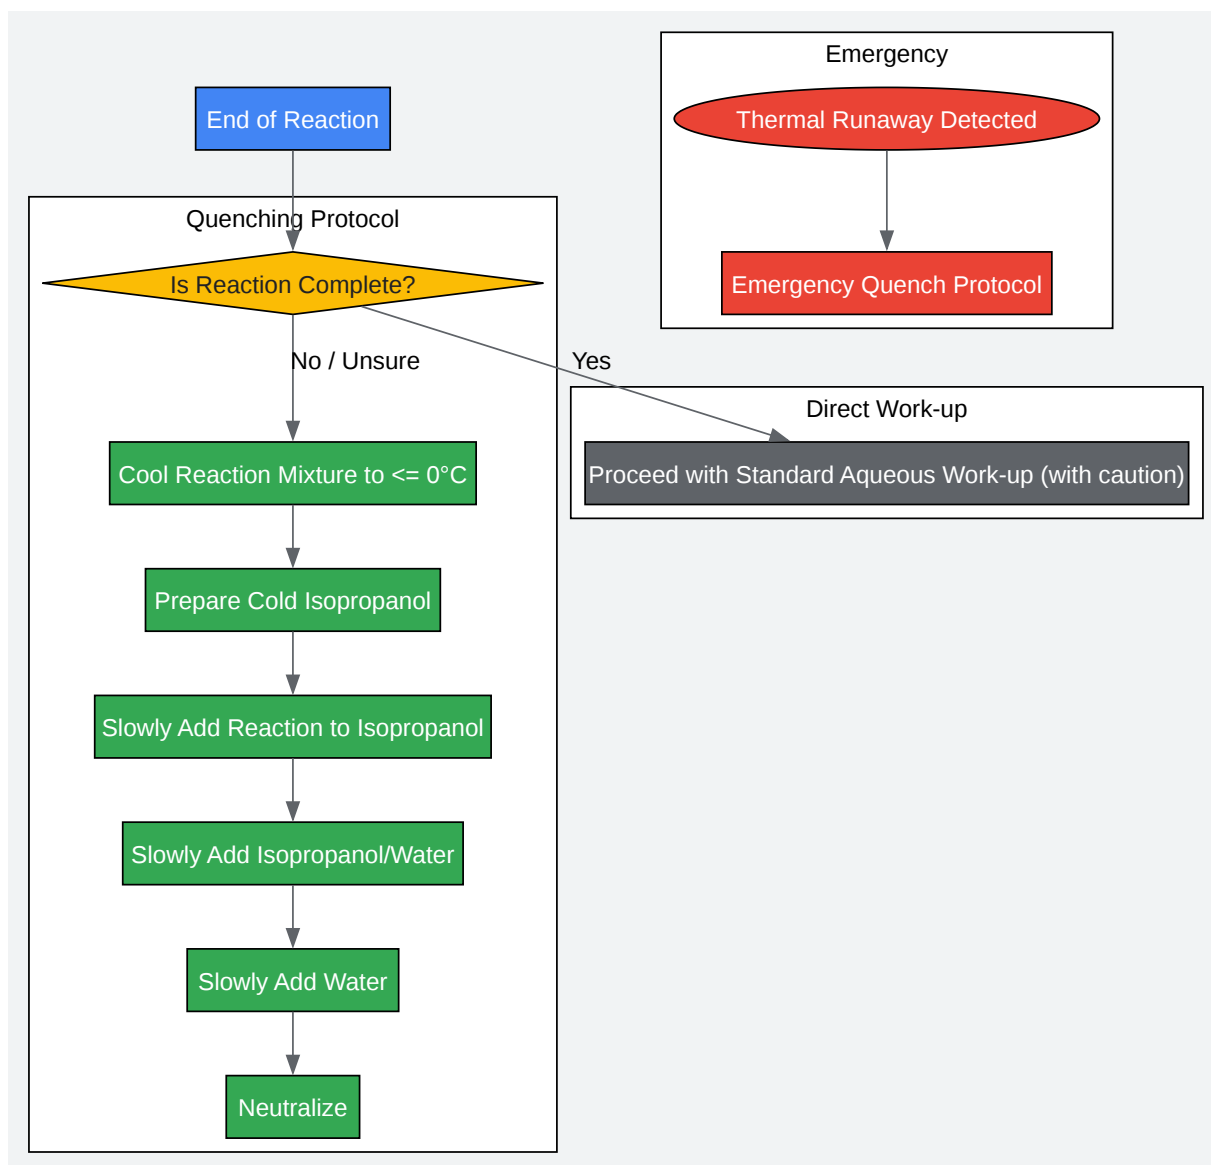 End of Reaction
Quenching Protocol
Is Reaction Complete?
No / Unsure
Yes
Cool Reaction Mixture to <= 0°C
Prepare Cold Isopropanol
Slowly Add Reaction to Isopropanol
Slowly Add Isopropanol/Water
Slowly Add Water
Neutralize
Emergency
Thermal Runaway Detected
Emergency Quench Protocol
Direct Work-up
Proceed with Standard Aqueous Work-up (with caution)